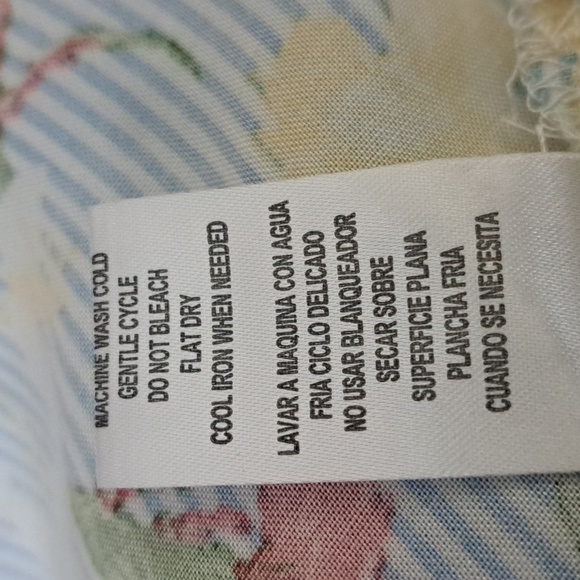 MACHINE WASH COLD
GENTLE CYCLE
DO NOT BLEACH
FLAT DRY
COOL IRON WHEN NEEDED
LAVAR A MAQUINA CON AGUA
FRIA CICLO DELICADO
NO USAR BLANQUEADOR
SECAR SOBRE
SUPERFICIE PLANA
PLANCHA FRIA
CUANDO SE NECESITA